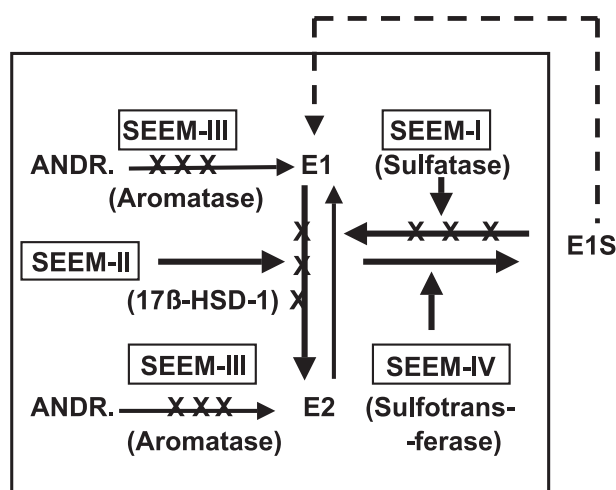 SEEM-III
SEEM-I
ANDR.
X X X
E1
(Sulfatase)
(Aromatase)
X
X X X
E1S
SEEM-II
X
(17ß-HSD-1)
X
SEEM-III
SEEM-IV
ANDR.
X X X
E2
(Sulfotrans-
(Aromatase)
-ferase)